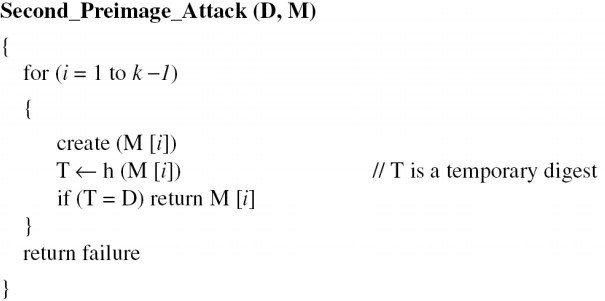 Second_Preimage_Attack (D, M)
{
for (i = 1 to k −1)
{
create (M [i])
T ← h (M [i]) // T is a temporary digest
if (T = D) return M [i]
}
return failure
}